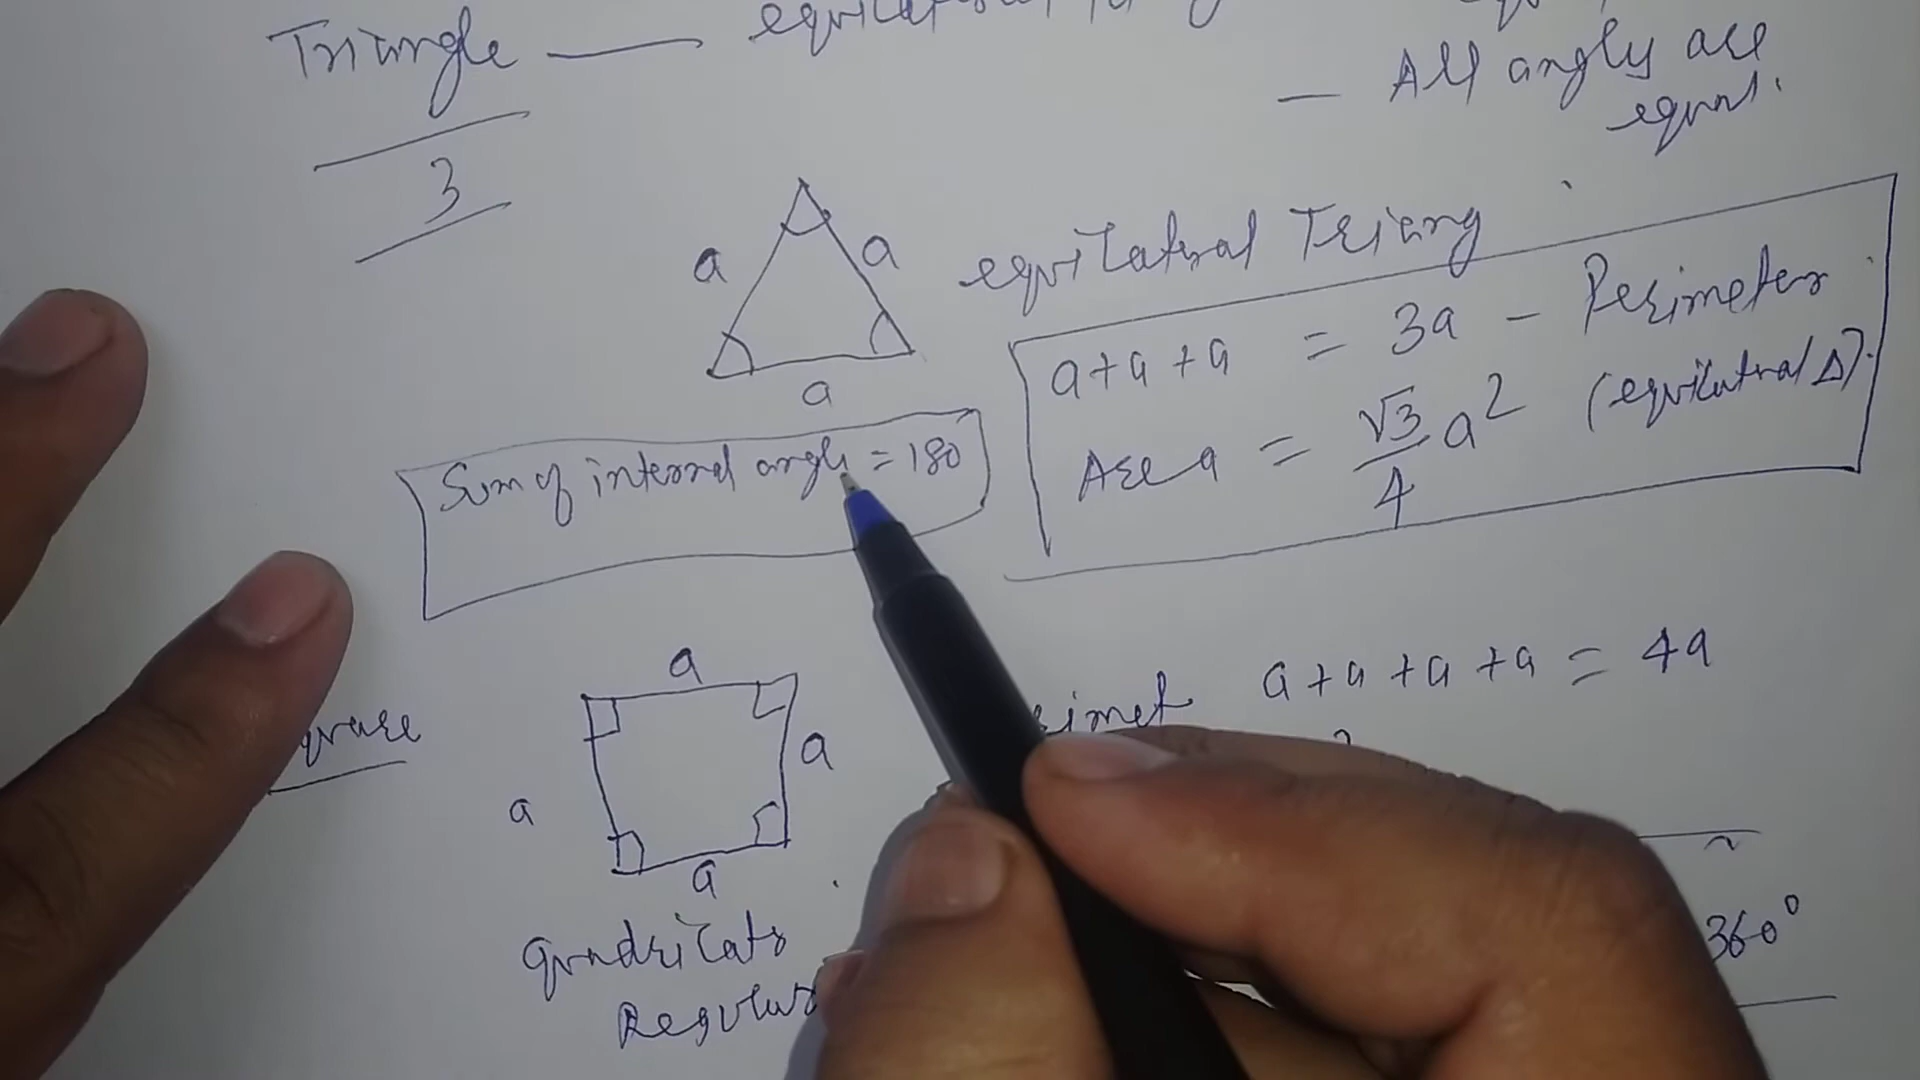 Triangle —
— All angles are
equal.
3
a
a
equilateral Triang
a+a+a = 3a - Perimeter
a
Area = √3/4 a² (equilateral Δ).
Sum of internal angle = 180
a
a+a+a+a = 4a
a
a
a
360°
quadrilats
Regular